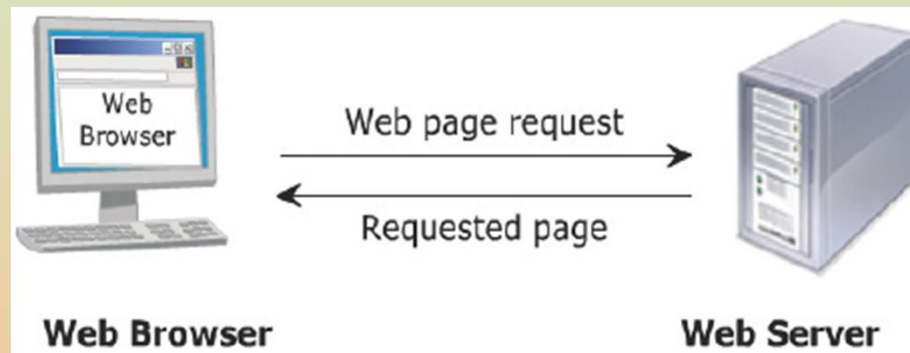 Web
Browser
Web page request
Requested page
Web Browser
Web Server